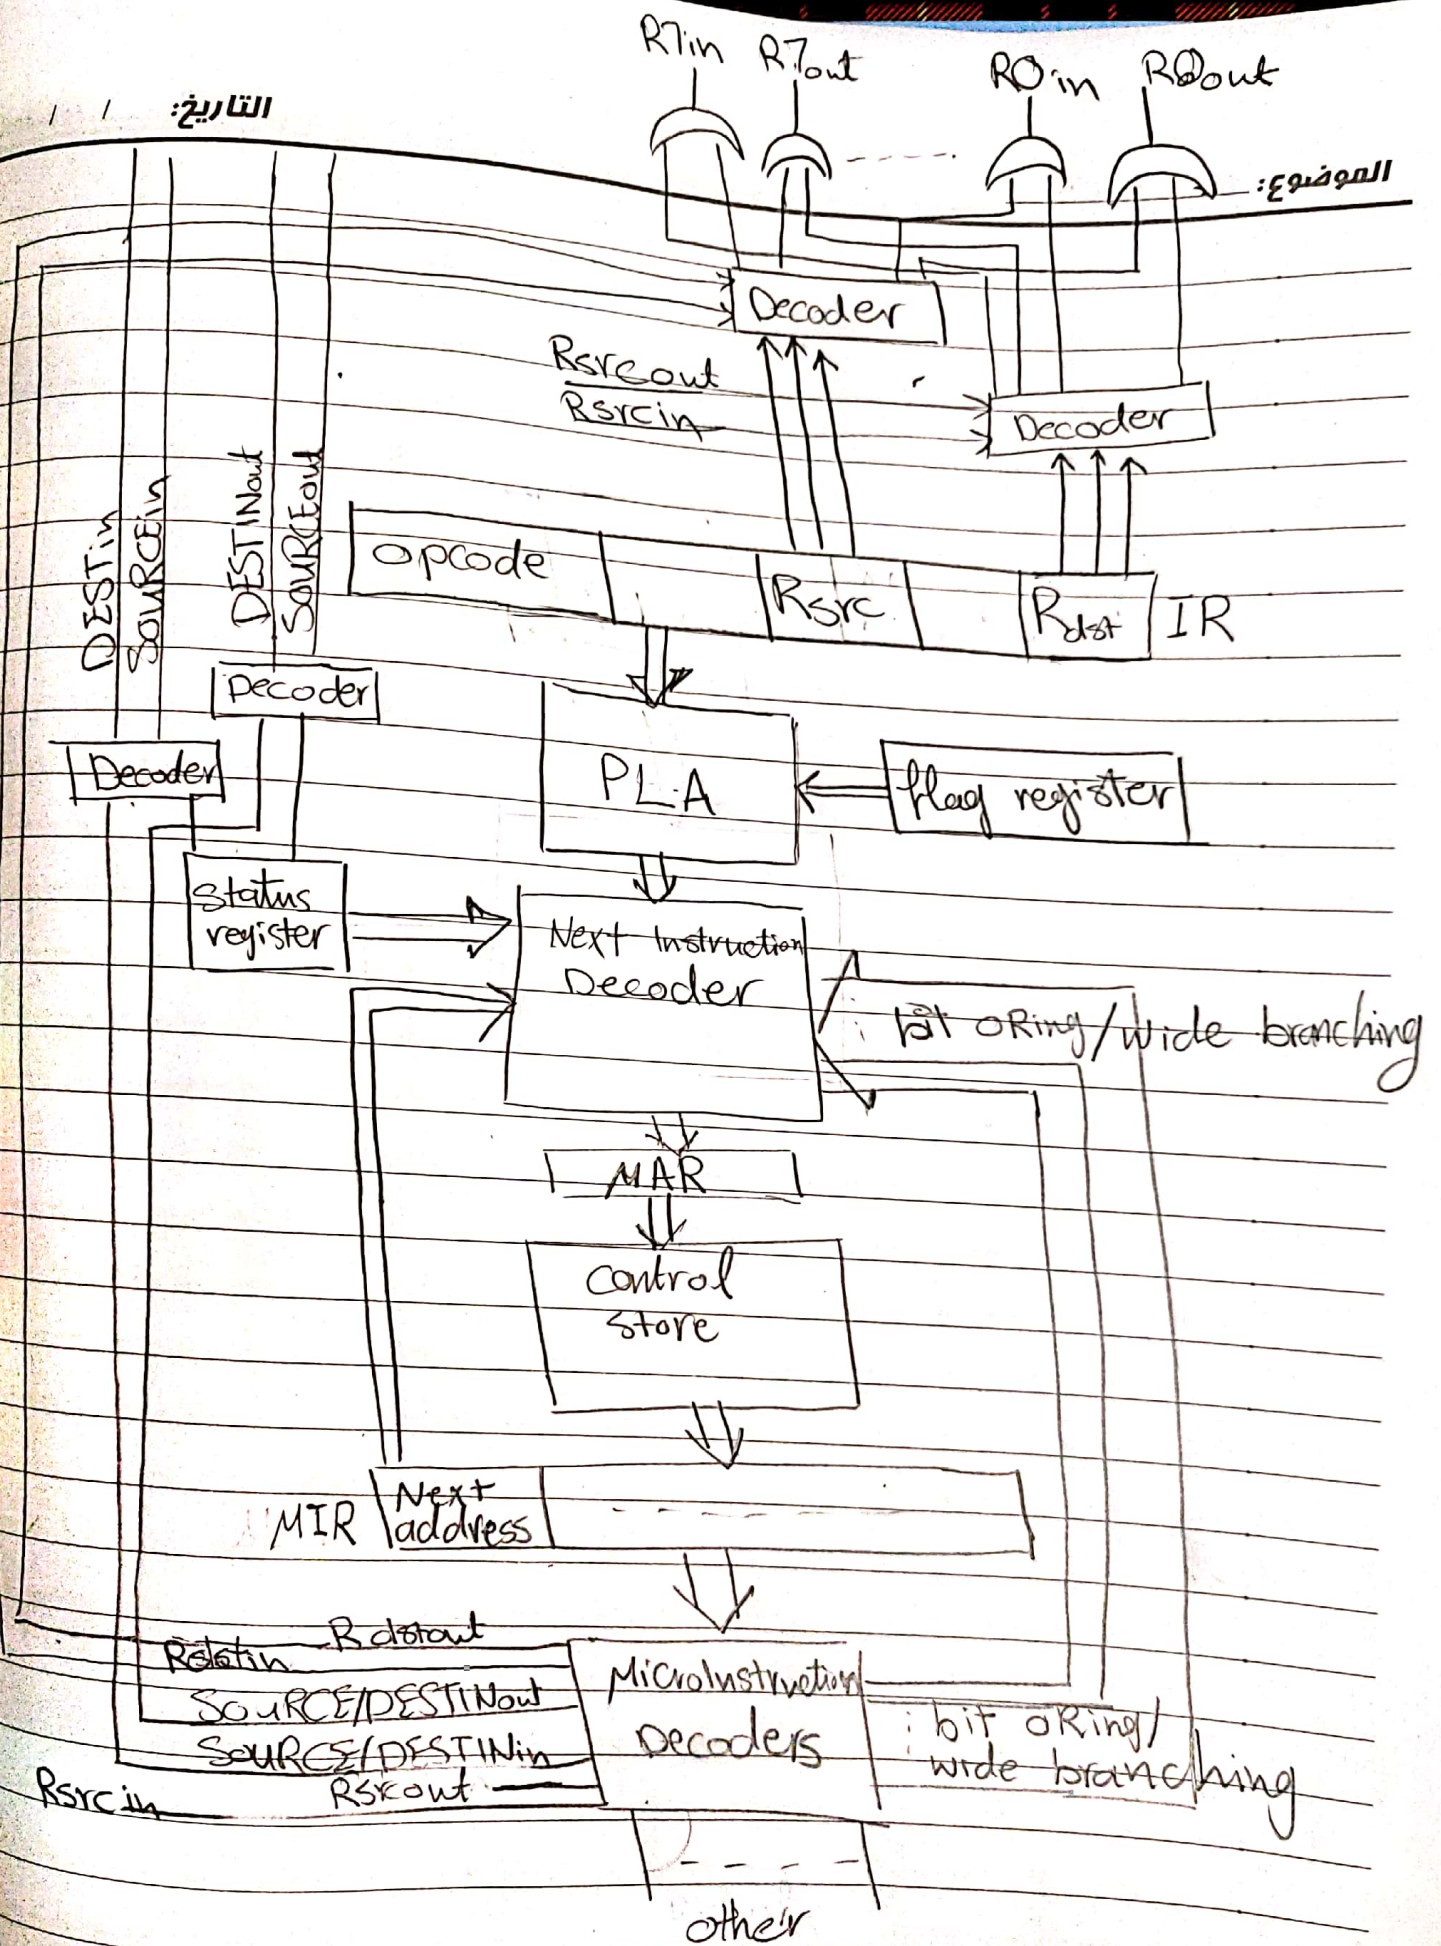 R7in R7out R0in R0out
التاريخ: / /
الموضوع:
Decoder
Rsrcout
Rsrcin
Decoder
DESTin
SOURCEin
DESTINout
SOURCEout
opcode Rsrc Rdst IR
Decoder
Decoder
PLA
flag register
Status
register
Next Instruction
Decoder
bit ORing/wide branching
MAR
Control
store
MIR Next
address
Rdstout
Rdstin
SOURCE/DESTINout
SOURCE/DESTINin
Rsrcout
Rsrcin
MicroInstruction
Decoders
bit ORing/
wide branching
other